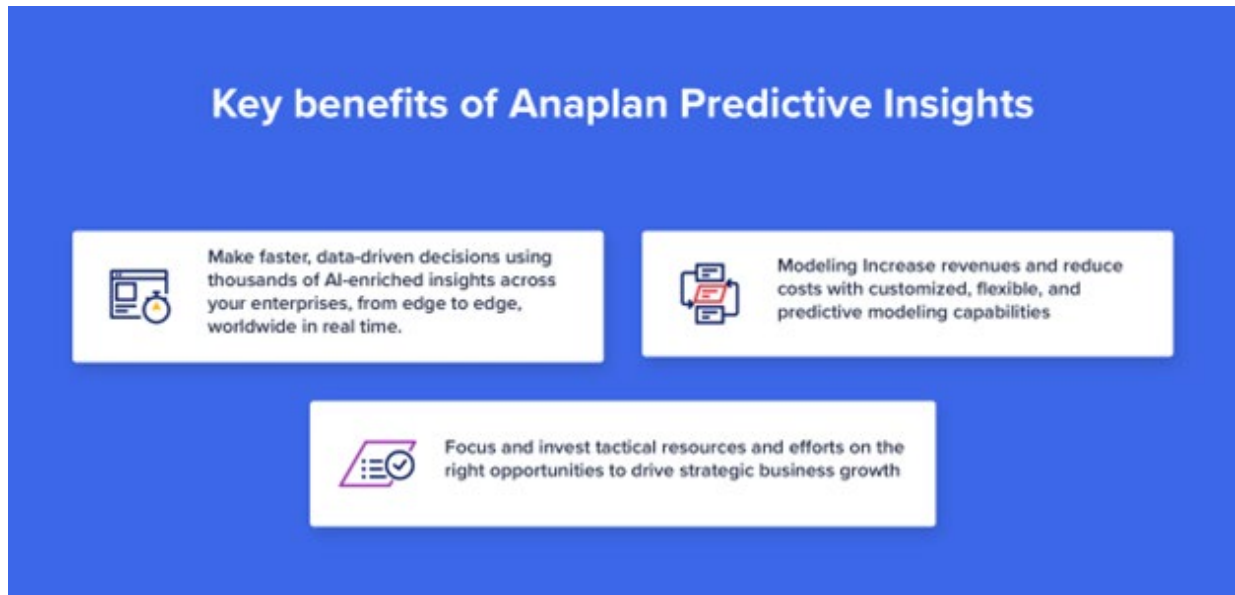 Key benefits of Anaplan Predictive Insights
Make faster, data-driven decisions using
thousands of AI-enriched insights across
your enterprises, from edge to edge,
worldwide in real time.
Modeling Increase revenues and reduce
costs with customized, flexible, and
predictive modeling capabilities
Focus and invest tactical resources and efforts on the
right opportunities to drive strategic business growth